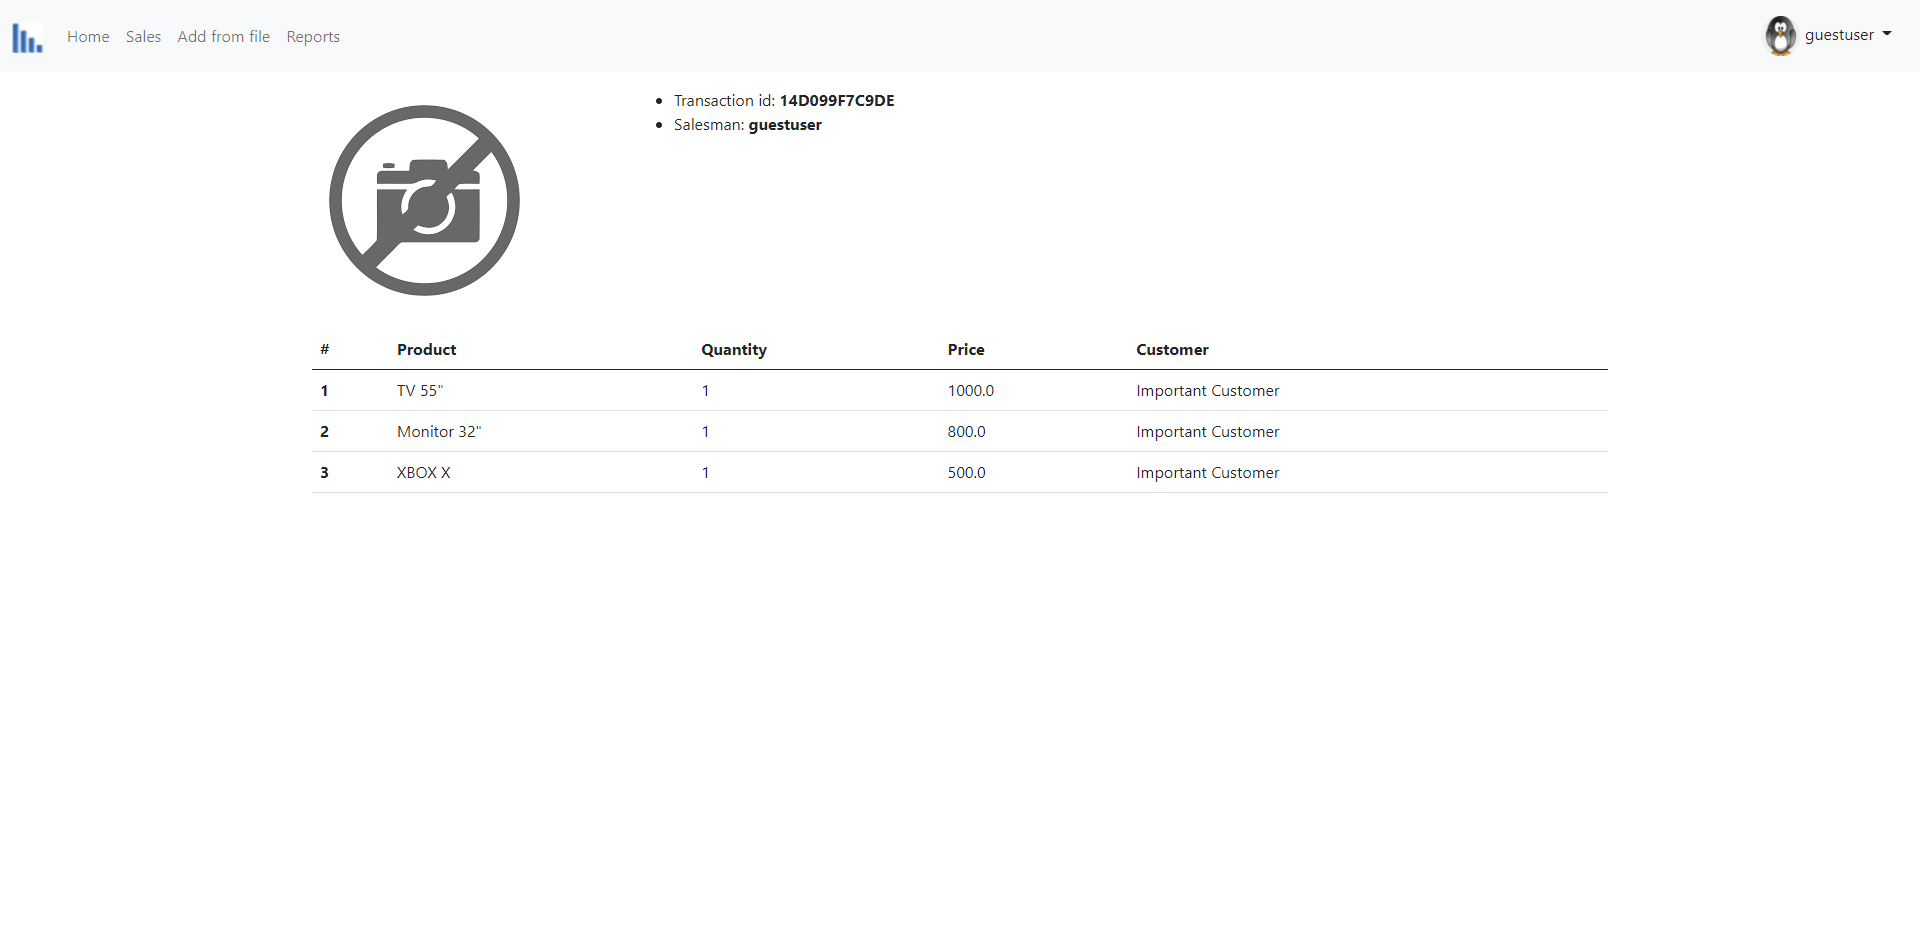 Home Sales Add from file Reports guestuser
Transaction id: 14D099F7C9DE
Salesman: guestuser
# Product Quantity Price Customer
1 TV 55" 1 1000.0 Important Customer
2 Monitor 32" 1 800.0 Important Customer
3 XBOX X 1 500.0 Important Customer